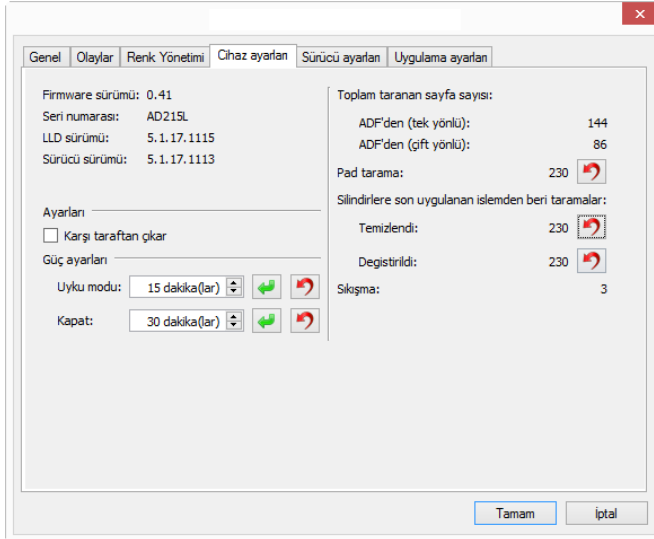 Genel Olaylar Renk Yönetimi Cihaz ayarları Sürücü ayarları Uygulama ayarları
Firmware sürümü: 0.41
Seri numarası: AD215L
LLD sürümü: 5.1.17.1115
Sürücü sürümü: 5.1.17.1113
Ayarları
Karşı taraftan çıkar
Güç ayarları
Uyku modu: 15 dakika(lar)
Kapat: 30 dakika(lar)
Toplam taranan sayfa sayısı:
ADF'den (tek yönlü): 144
ADF'den (çift yönlü): 86
Pad tarama: 230
Silindirlere son uygulanan islemden beri taramalar:
Temizlendi: 230
Degistirildi: 230
Sıkışma: 3
Tamam İptal